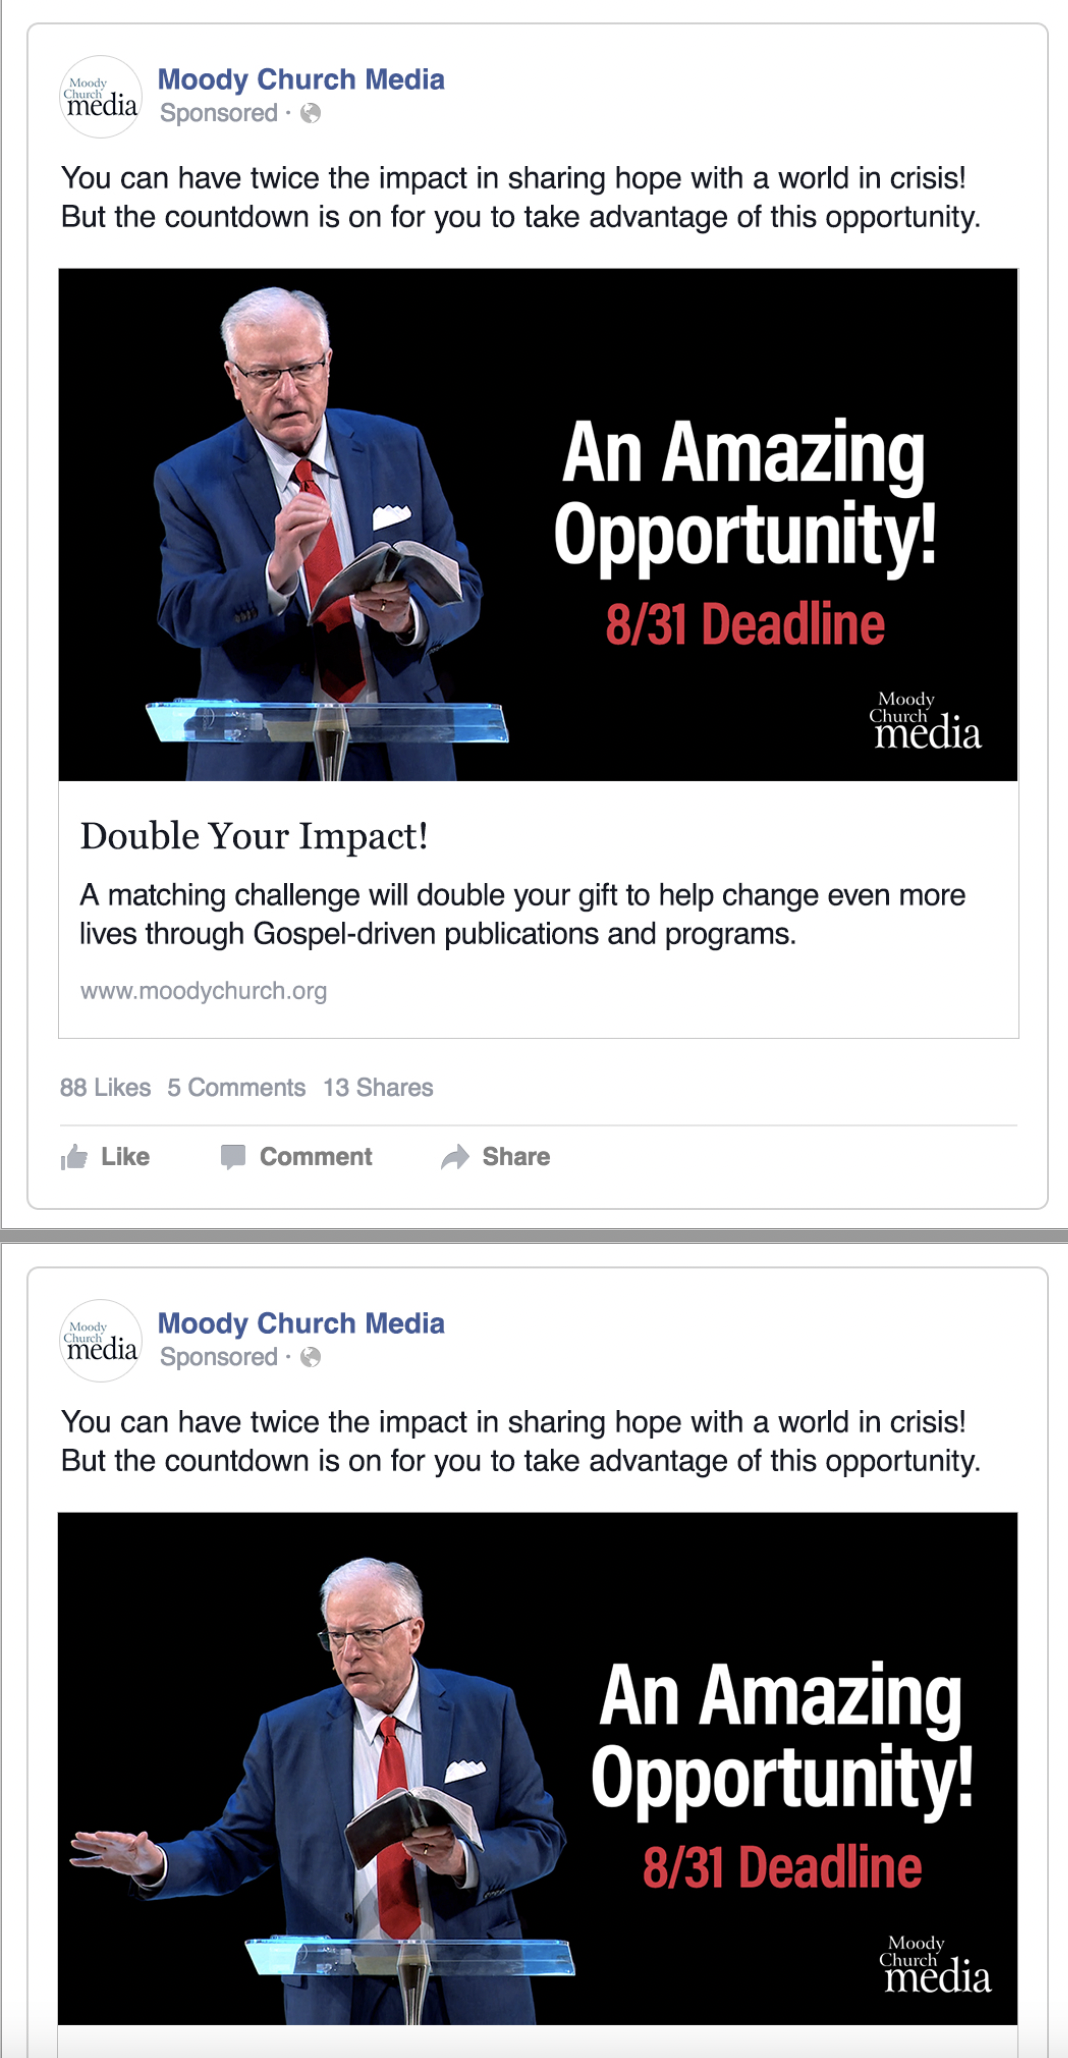 Moody
Church
media
Moody Church Media
Sponsored ·
You can have twice the impact in sharing hope with a world in crisis!
But the countdown is on for you to take advantage of this opportunity.
An Amazing
Opportunity!
8/31 Deadline
Moody
Church
media
Double Your Impact!
A matching challenge will double your gift to help change even more
lives through Gospel-driven publications and programs.
www.moodychurch.org
88 Likes 5 Comments 13 Shares
Like Comment Share
Moody
Church
media
Moody Church Media
Sponsored ·
You can have twice the impact in sharing hope with a world in crisis!
But the countdown is on for you to take advantage of this opportunity.
An Amazing
Opportunity!
8/31 Deadline
Moody
Church
media